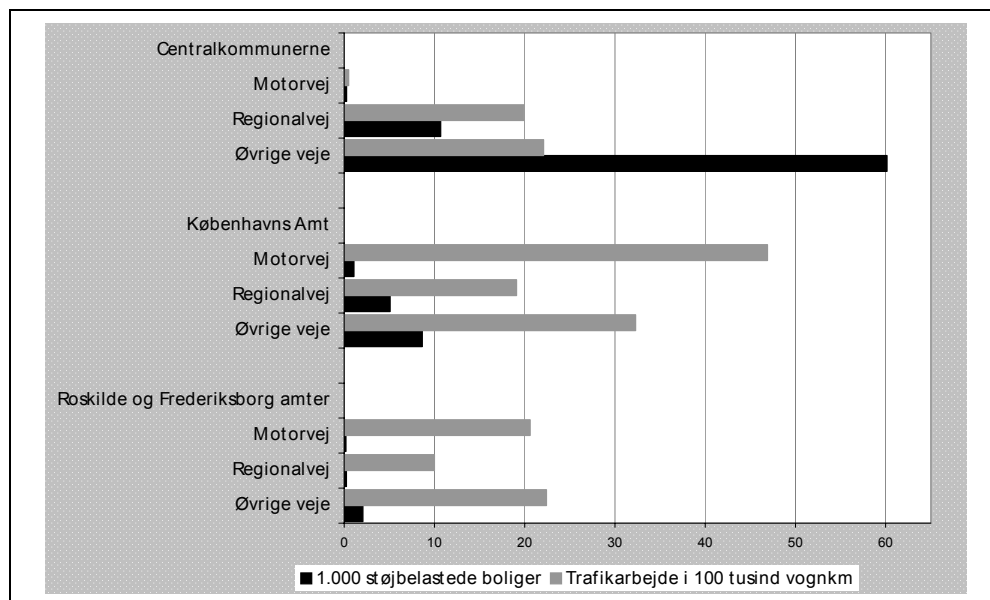 Centralkommunerne
Motorvej
Regionalvej
Øvrige veje
Københavns Amt
Motorvej
Regionalvej
Øvrige veje
Roskilde og Frederiksborg amter
Motorvej
Regionalvej
Øvrige veje
0 10 20 30 40 50 60
1.000 støjbelastede boliger Trafikarbejde i 100 tusind vognkm